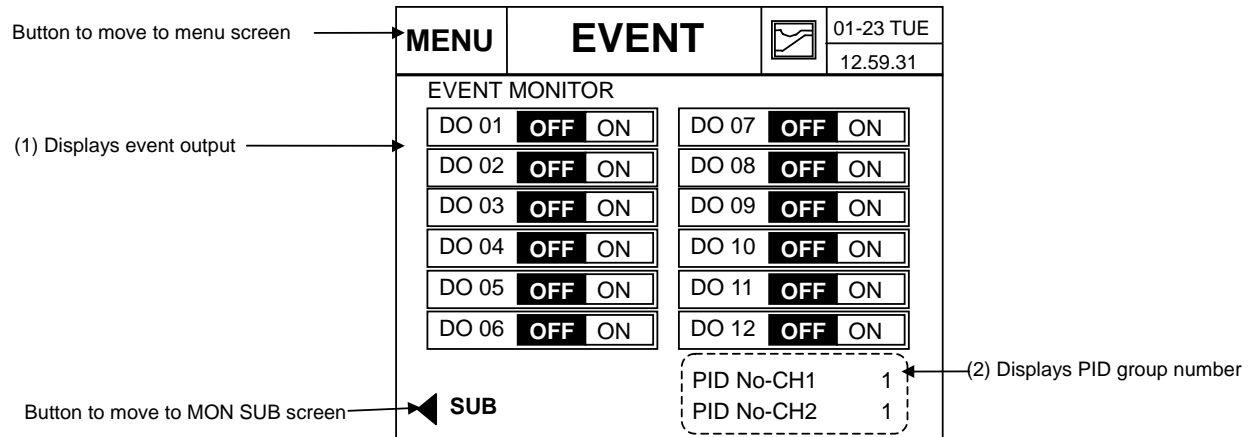 Button to move to menu screen
MENU
EVENT
01-23 TUE
12.59.31
EVENT MONITOR
(1) Displays event output
DO 01 OFF ON
DO 07 OFF ON
DO 02 OFF ON
DO 08 OFF ON
DO 03 OFF ON
DO 09 OFF ON
DO 04 OFF ON
DO 10 OFF ON
DO 05 OFF ON
DO 11 OFF ON
DO 06 OFF ON
DO 12 OFF ON
PID No-CH1 1
PID No-CH2 1
(2) Displays PID group number
Button to move to MON SUB screen
SUB